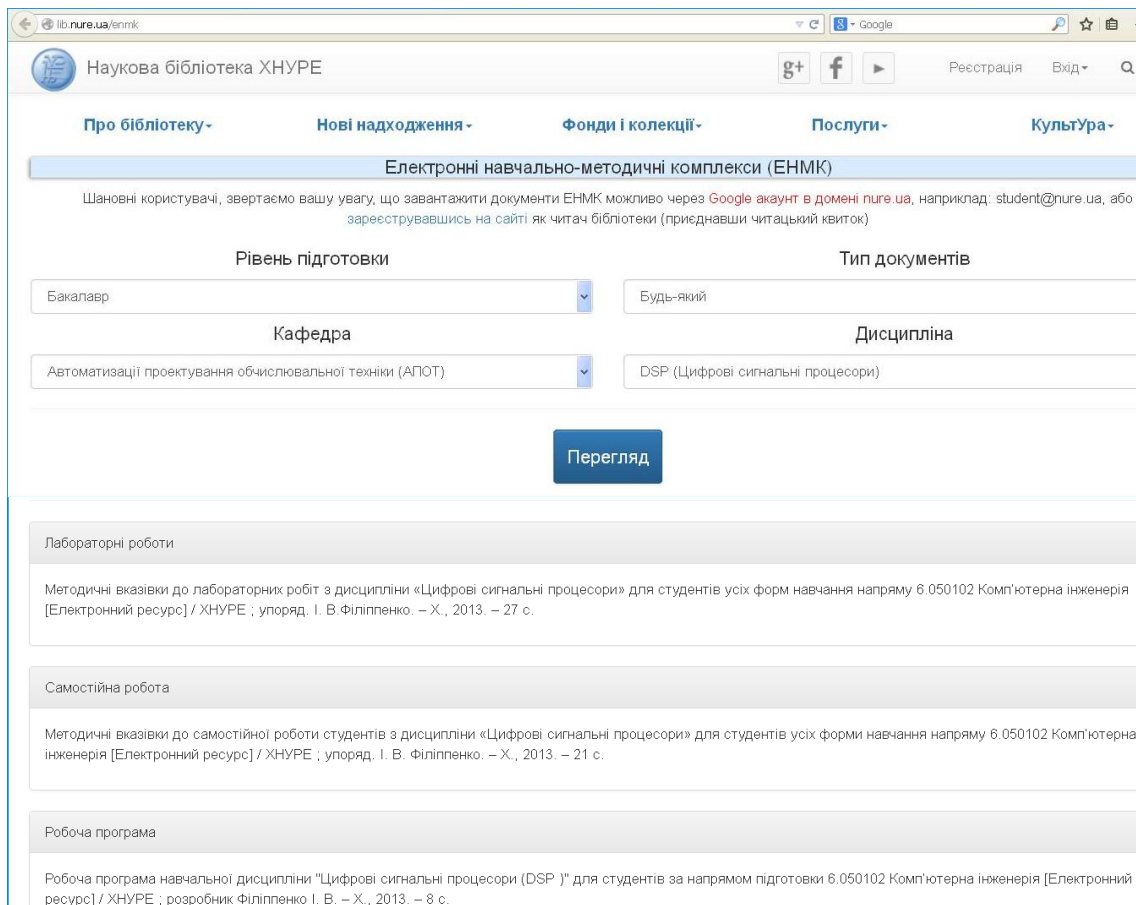 lib.nure.ua/enmk
Google
Наукова бібліотека ХНУРЕ
g+ f Реєстрація Вхід
Про бібліотеку Нові надходження Фонди і колекції Послуги КультУра
Електронні навчально-методичні комплекси (ЕНМК)
Шановні користувачі, звертаємо вашу увагу, що завантажити документи ЕНМК можливо через Google акаунт в домені nure.ua, наприклад: student@nure.ua, або
зареєструвавшись на сайті як читач бібліотеки (приєднавши читацький квиток)
Рівень підготовки Тип документів
Бакалавр Будь-який
Кафедра Дисципліна
Автоматизації проектування обчислювальної техніки (АПОТ) DSP (Цифрові сигнальні процесори)
Перегляд
Лабораторні роботи
Методичні вказівки до лабораторних робіт з дисципліни «Цифрові сигнальні процесори» для студентів усіх форм навчання напряму 6.050102 Комп'ютерна інженерія
[Електронний ресурс] / ХНУРЕ ; упоряд. І. В.Філіппенко. – Х., 2013. – 27 с.
Самостійна робота
Методичні вказівки до самостійної роботи студентів з дисципліни «Цифрові сигнальні процесори» для студентів усіх форми навчання напряму 6.050102 Комп'ютерна
інженерія [Електронний ресурс] / ХНУРЕ ; упоряд. І. В. Філіппенко. – Х., 2013. – 21 с.
Робоча програма
Робоча програма навчальної дисципліни "Цифрові сигнальні процесори (DSP )" для студентів за напрямом підготовки 6.050102 Комп'ютерна інженерія [Електронний
ресурс] / ХНУРЕ ; розробник Філіппенко І. В. – Х., 2013. – 8 с.